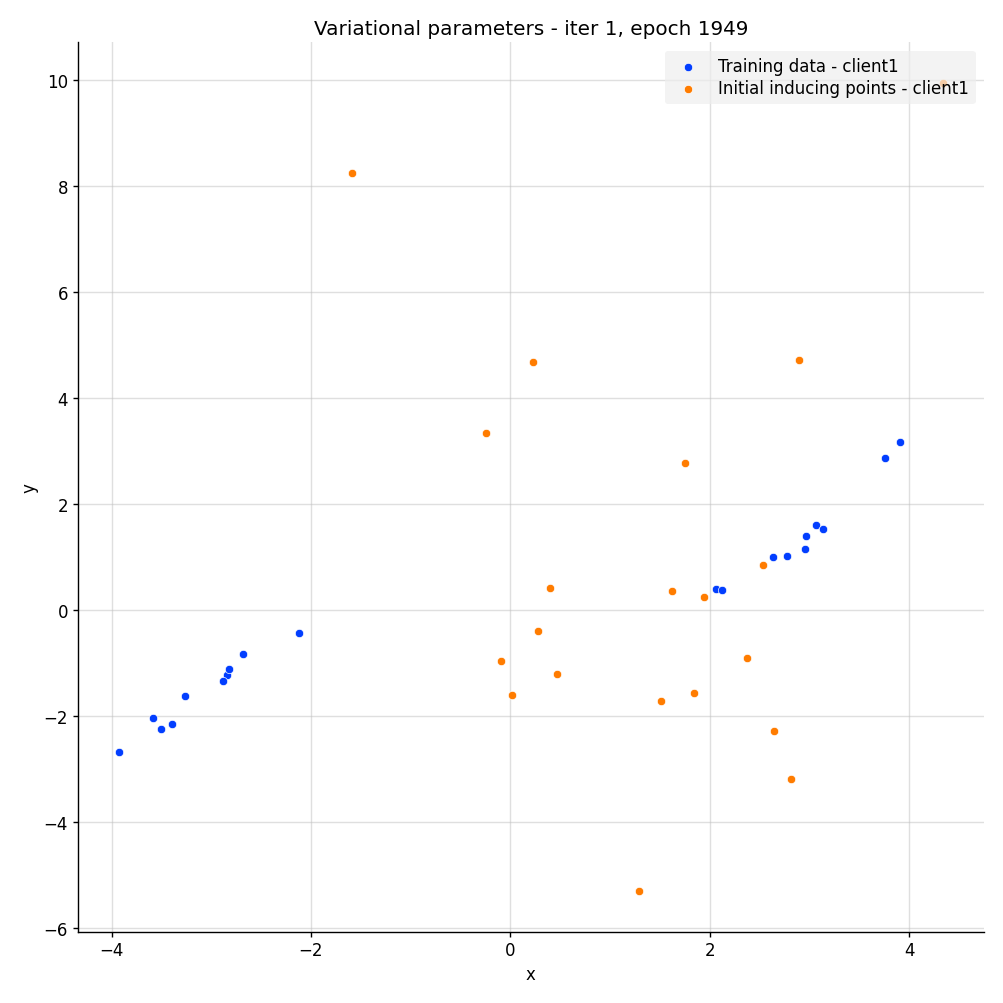 Variational parameters - iter 1, epoch 1949
Training data - client1
Initial inducing points - client1
y
10
8
6
4
2
0
−2
−4
−6
−4
−2
0
2
4
x